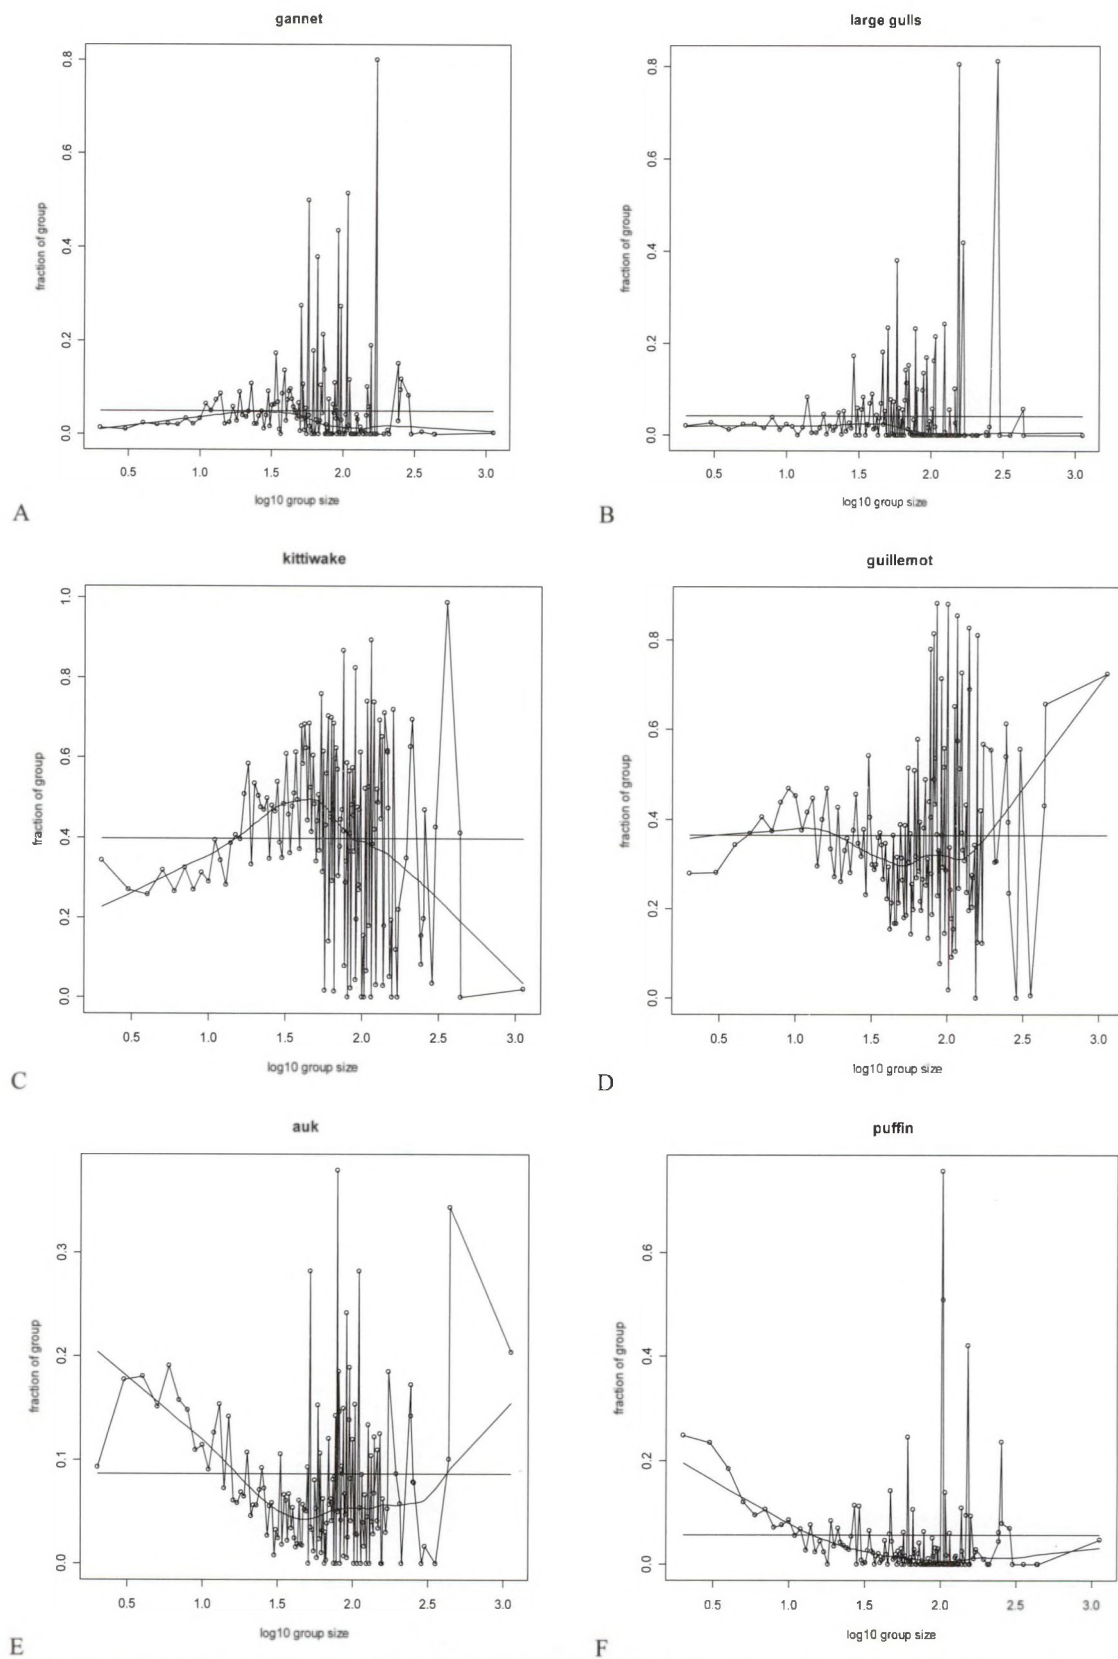 gannet
large gulls
0.0 0.2 0.4 0.6 0.8
fraction of group
0.5 1.0 1.5 2.0 2.5 3.0
log10 group size
A
0.0 0.2 0.4 0.6 0.8
fraction of group
0.5 1.0 1.5 2.0 2.5 3.0
log10 group size
B
kittiwake
guillemot
0.0 0.2 0.4 0.6 0.8 1.0
fraction of group
0.5 1.0 1.5 2.0 2.5 3.0
log10 group size
C
0.0 0.2 0.4 0.6 0.8
fraction of group
0.5 1.0 1.5 2.0 2.5 3.0
log10 group size
D
auk
puffin
0.0 0.1 0.2 0.3
fraction of group
0.5 1.0 1.5 2.0 2.5 3.0
log10 group size
E
0.0 0.2 0.4 0.6
fraction of group
0.5 1.0 1.5 2.0 2.5 3.0
log10 group size
F